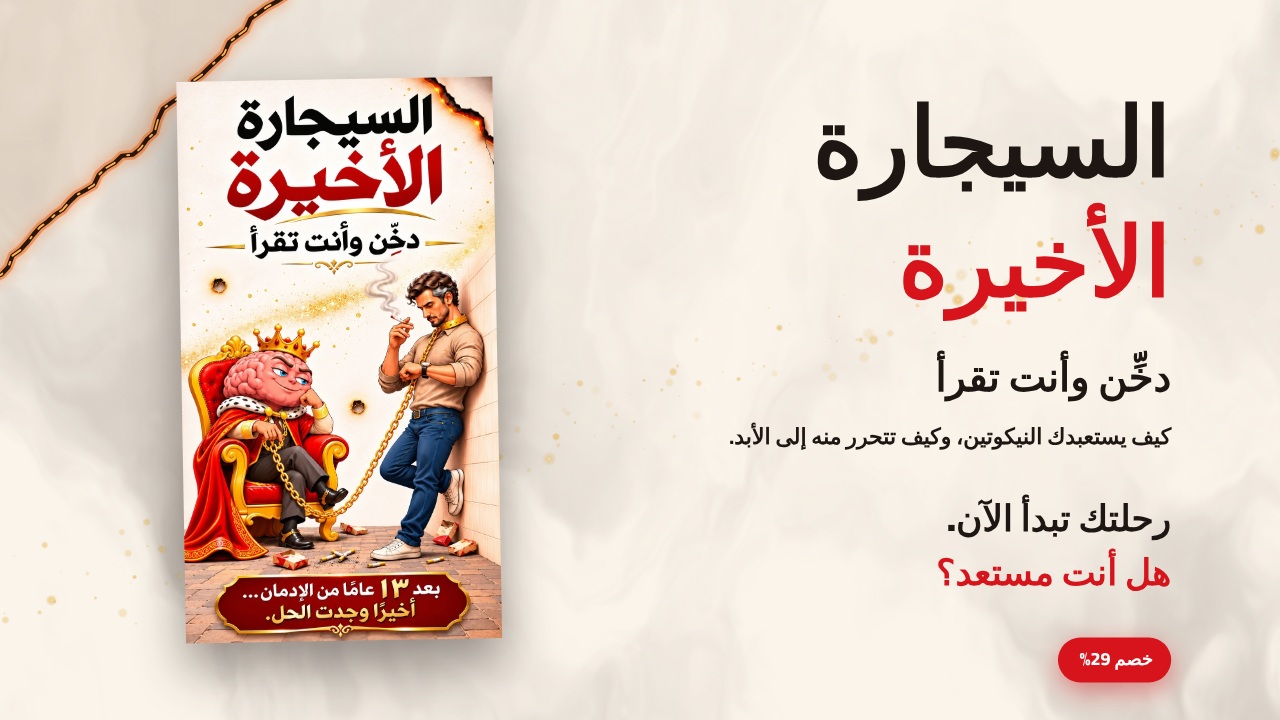 السيجارة
الأخيرة
دخِّن وأنت تقرأ
كيف يستعبدك النيكوتين، وكيف تتحرر منه إلى الأبد.
رحلتك تبدأ الآن.
هل أنت مستعد؟
خصم 29%
السيجارة
الأخيرة
دخِّن وأنت تقرأ
بعد ١٣ عامًا من الإدمان...
أخيرًا وجدت الحل.